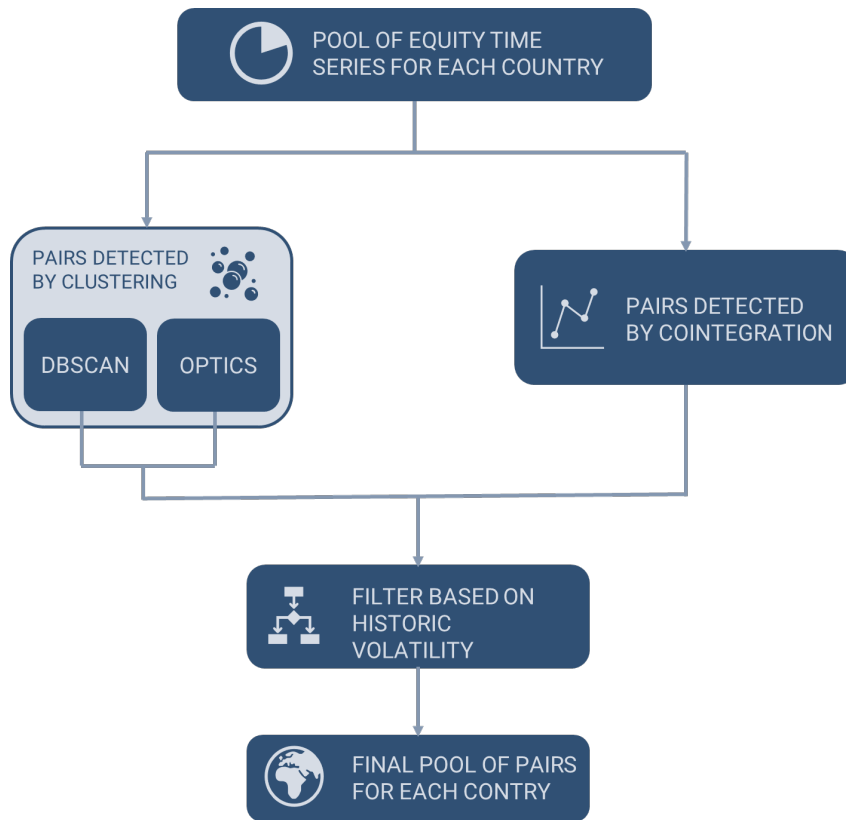 POOL OF EQUITY TIME
SERIES FOR EACH COUNTRY
PAIRS DETECTED
BY CLUSTERING
DBSCAN
OPTICS
PAIRS DETECTED
BY COINTEGRATION
FILTER BASED ON
HISTORIC
VOLATILITY
FINAL POOL OF PAIRS
FOR EACH CONTRY